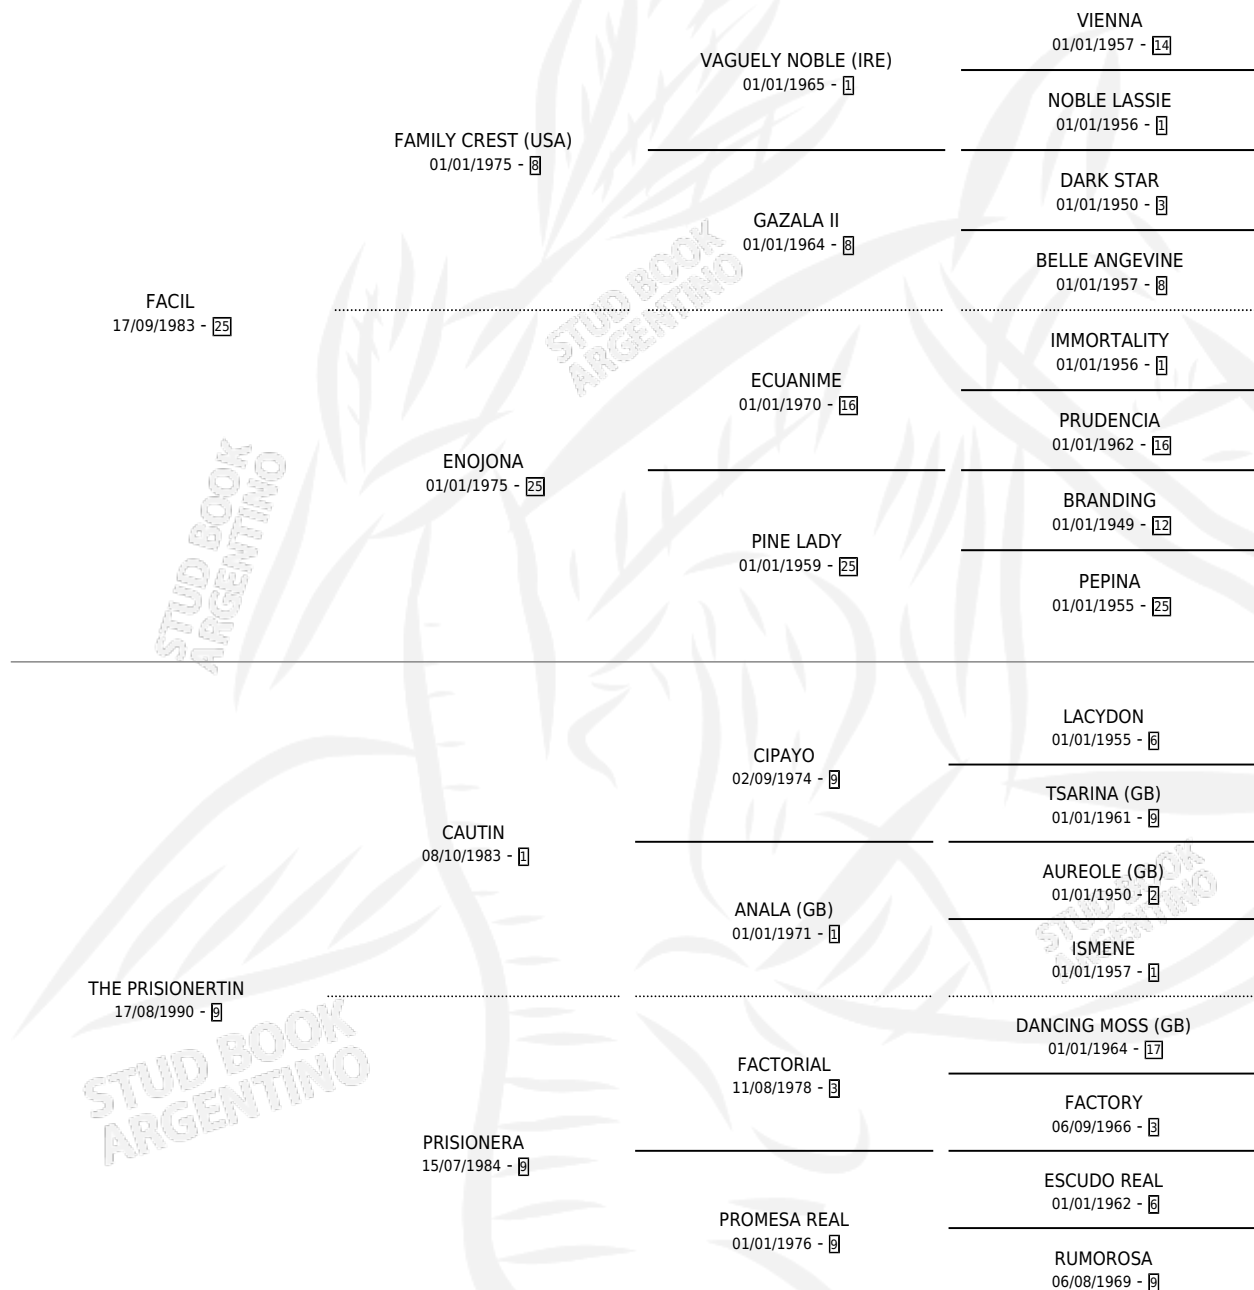 VIENNA
01/01/1957 - 14
VAGUELY NOBLE (IRE)
01/01/1965 - 1
NOBLE LASSIE
01/01/1956 - 1
FAMILY CREST (USA)
01/01/1975 - 8
DARK STAR
01/01/1950 - 3
GAZALA II
01/01/1964 - 8
BELLE ANGEVINE
01/01/1957 - 8
FACIL
17/09/1983 - 25
STUD BOOK
ARGENTINO
IMMORTALITY
01/01/1956 - 1
ECUANIME
01/01/1970 - 16
PRUDENCIA
01/01/1962 - 16
ENOJONA
01/01/1975 - 25
BRANDING
01/01/1949 - 12
PINE LADY
01/01/1959 - 25
PEPINA
01/01/1955 - 25
STUD BOOK
ARGENTINO
LACYDON
01/01/1955 - 6
CIPAYO
02/09/1974 - 9
TSARINA (GB)
01/01/1961 - 9
CAUTIN
08/10/1983 - 1
AUREOLE (GB)
01/01/1950 - 2
ANALA (GB)
01/01/1971 - 1
STUD BOOK
ARGENTINO
ISMENE
01/01/1957 - 1
THE PRISIONERTIN
17/08/1990 - 9
DANCING MOSS (GB)
01/01/1964 - 17
FACTORIAL
11/08/1978 - 3
STUD BOOK
ARGENTINO
FACTORY
06/09/1966 - 3
PRISIONERA
15/07/1984 - 9
ESCUDO REAL
01/01/1962 - 6
PROMESA REAL
01/01/1976 - 9
RUMOROSA
06/08/1969 - 9